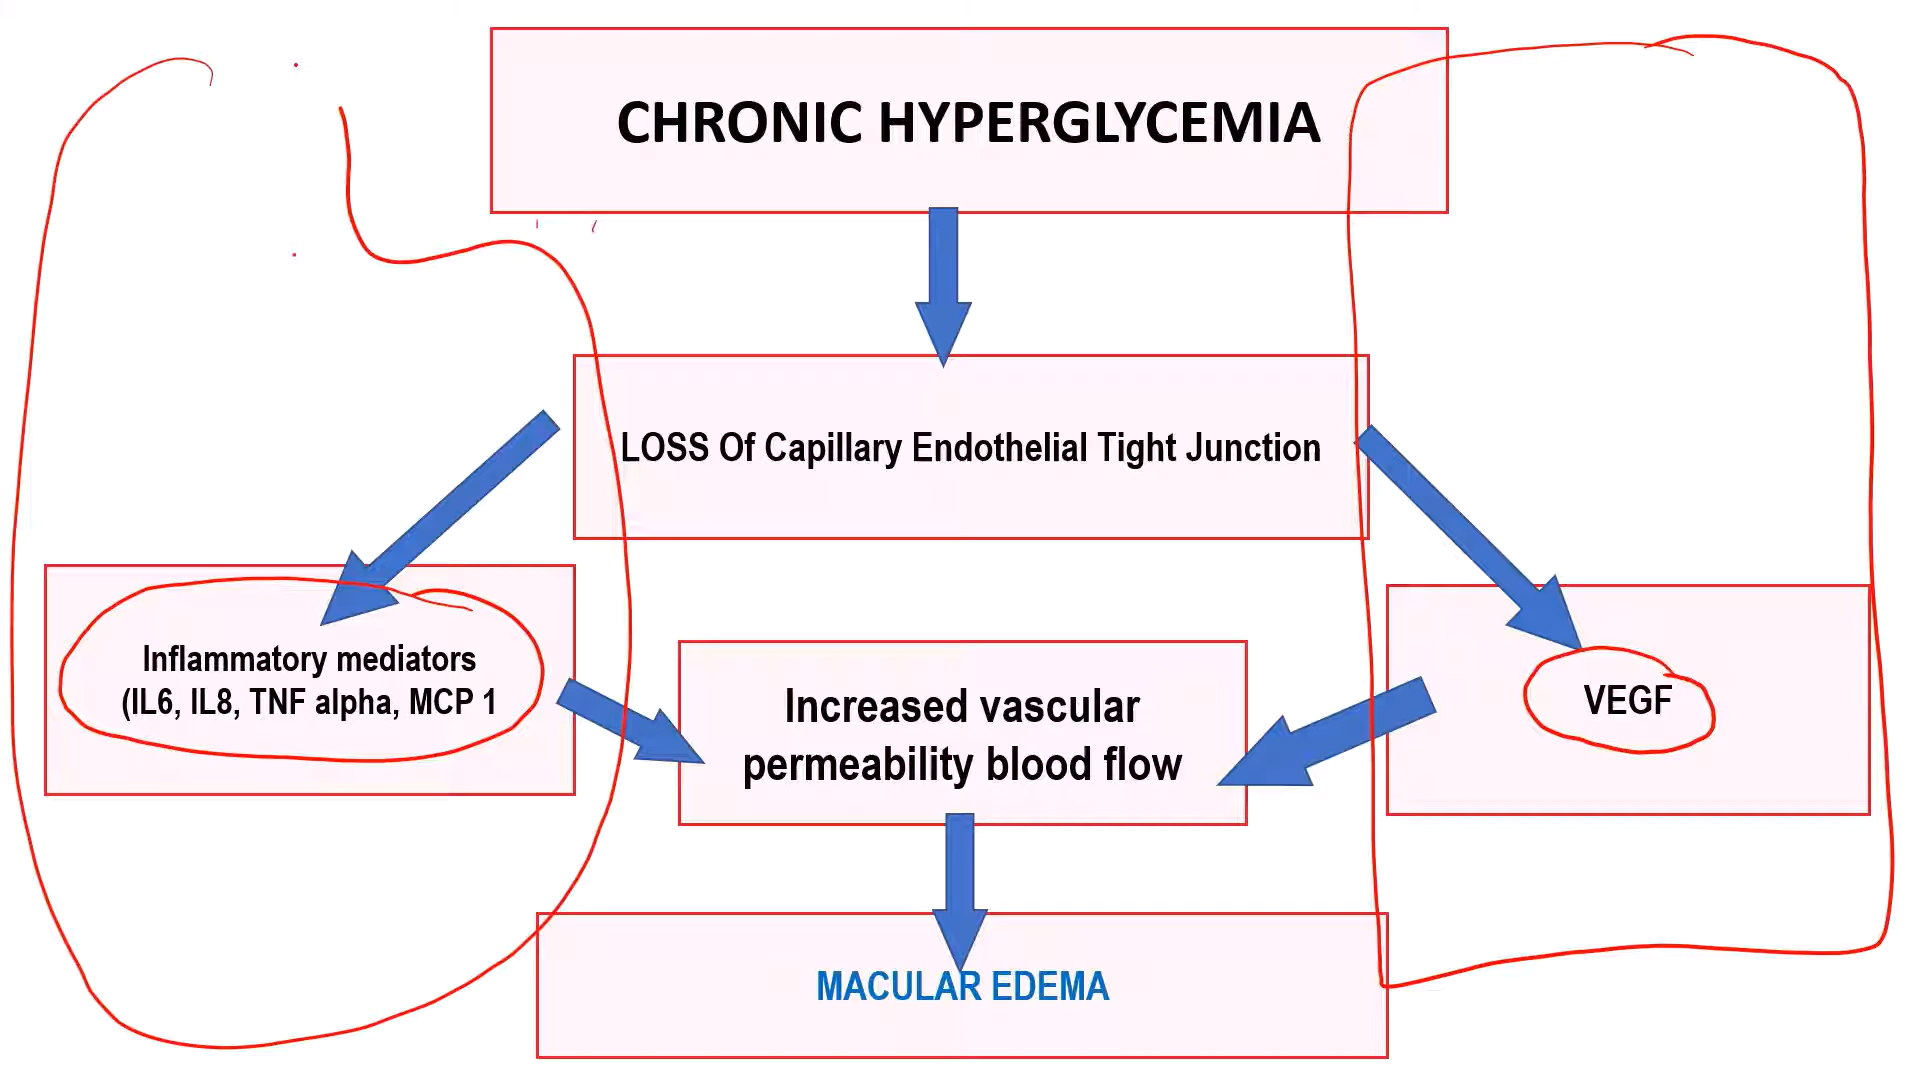 CHRONIC HYPERGLYCEMIA
LOSS Of Capillary Endothelial Tight Junction
Inflammatory mediators
(IL6, IL8, TNF alpha, MCP 1
Increased vascular
permeability blood flow
VEGF
MACULAR EDEMA